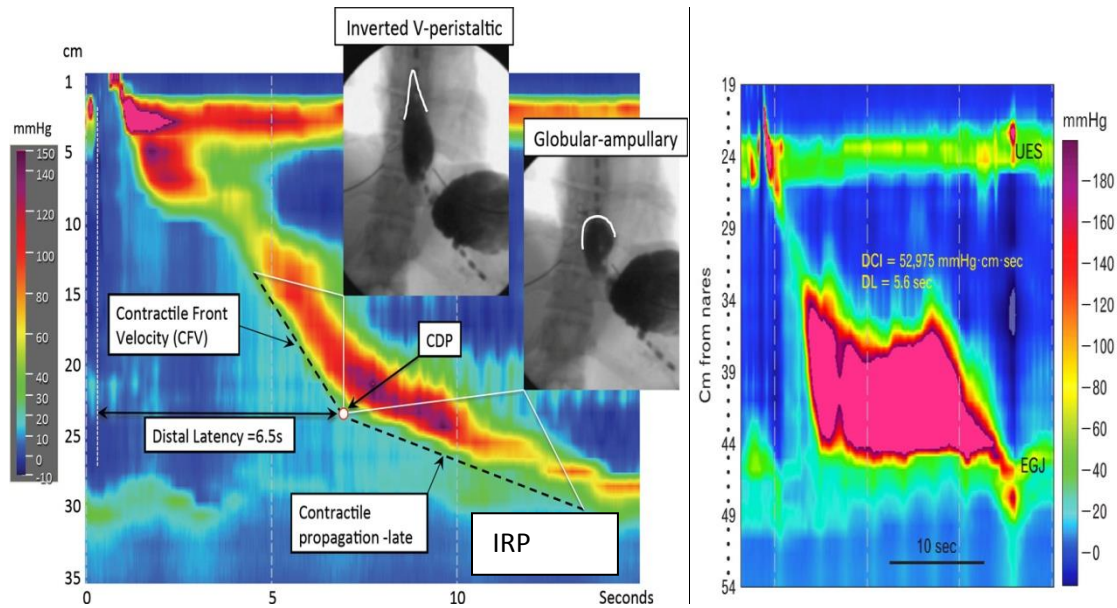 Inverted V-peristaltic
Globular-ampullary
cm
1
5
10
15
20
25
30
35
mmHg
150
140
120
100
80
60
50
40
30
20
10
0
-10
Contractile Front
Velocity (CFV)
CDP
Distal Latency =6.5s
Contractile
propagation -late
IRP
0
5
10
Seconds
19
24
29
34
39
44
49
54
Cm from nares
UES
DCI = 52,975 mmHg·cm·sec
DL = 5.6 sec
EGJ
10 sec
mmHg
180
160
140
120
100
80
60
40
20
0